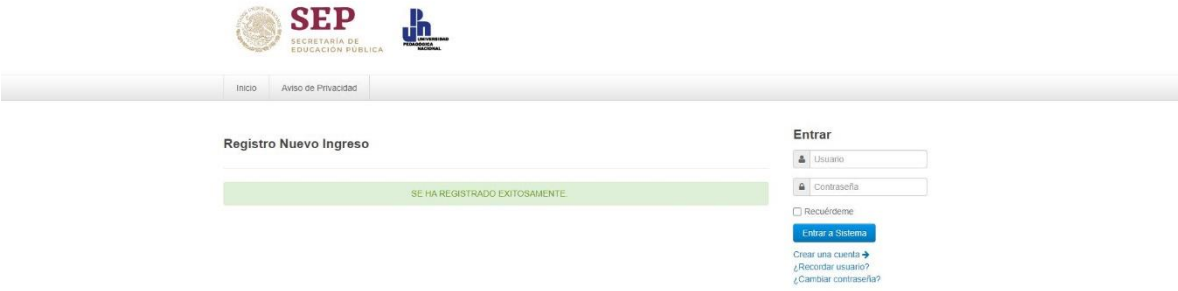 SEP
SECRETARÍA DE
EDUCACIÓN PÚBLICA
UNIVERSIDAD
PEDAGÓGICA
NACIONAL
Inicio
Aviso de Privacidad
Registro Nuevo Ingreso
SE HA REGISTRADO EXITOSAMENTE.
Entrar
Usuario
Contraseña
Recuérdeme
Entrar a Sistema
Crear una cuenta →
¿Recordar usuario?
¿Cambiar contraseña?